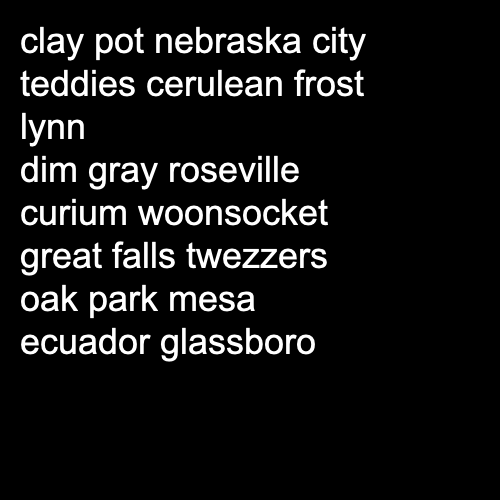 clay pot nebraska city
teddies cerulean frost
lynn
dim gray roseville
curium woonsocket
great falls twezzers
oak park mesa
ecuador glassboro